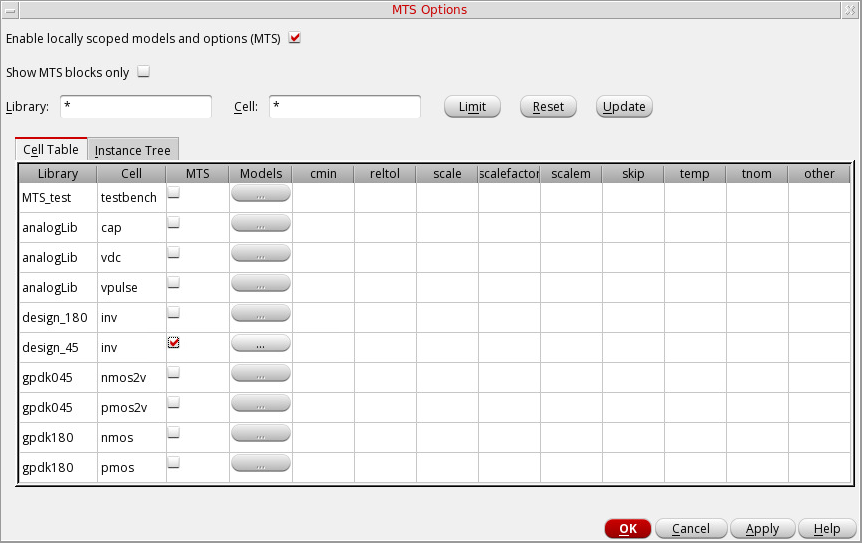 MTS Options
Enable locally scoped models and options (MTS)
Show MTS blocks only
Library: * Cell: * Limit Reset Update
Cell Table Instance Tree
Library Cell MTS Models cmin reltol scale scalefactor scalem skip temp tnom other
MTS_test testbench ...
analogLib cap ...
analogLib vdc ...
analogLib vpulse ...
design_180 inv ...
design_45 inv ...
gpdk045 nmos2v ...
gpdk045 pmos2v ...
gpdk180 nmos ...
gpdk180 pmos ...
OK Cancel Apply Help